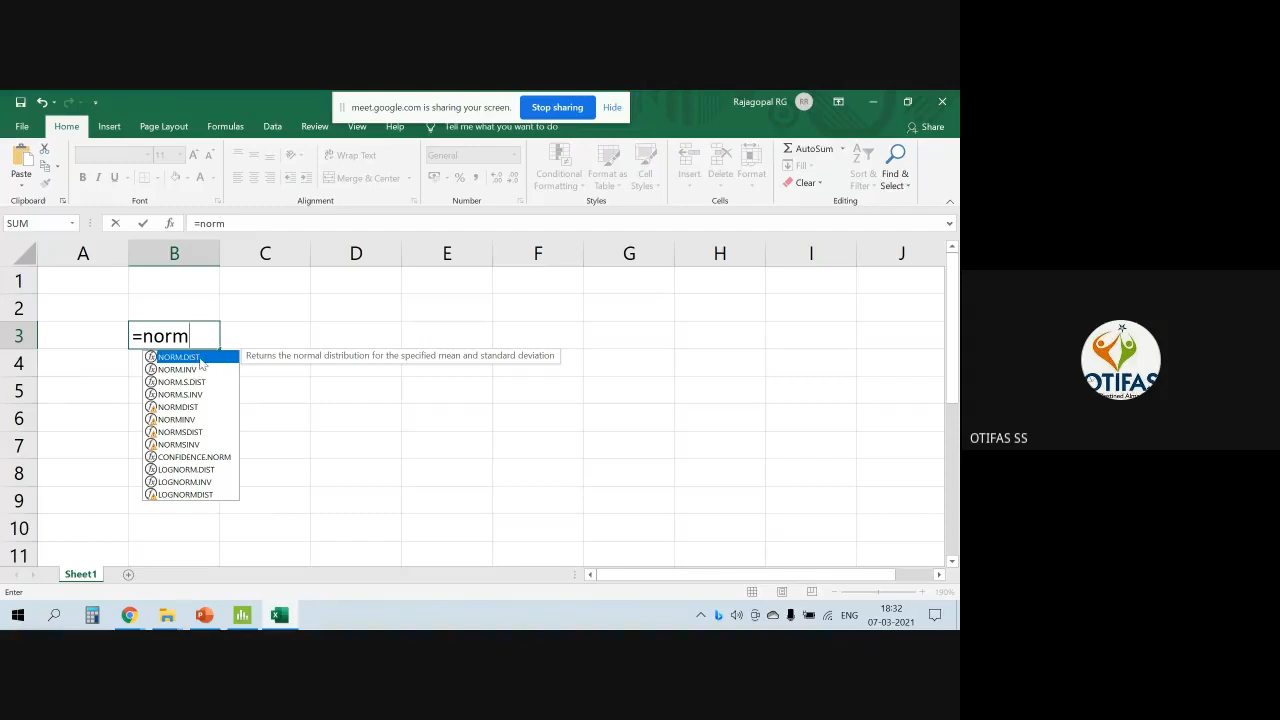 meet.google.com is sharing your screen. Stop sharing Hide
Rajagopal RG RR
File Home Insert Page Layout Formulas Data Review View Help Tell me what you want to do Share
Paste
11
Wrap Text
Merge & Center
General
Conditional Formatting
Format as Table
Cell Styles
Insert Delete Format
AutoSum
Fill
Clear
Sort & Filter
Find & Select
Clipboard Font Alignment Number Styles Cells Editing
SUM =norm
A B C D E F G H I J
1
2
3 =norm
NORM.DIST Returns the normal distribution for the specified mean and standard deviation
NORM.INV
NORM.S.DIST
NORM.S.INV
NORMDIST
NORMINV
NORMSDIST
NORMSINV
CONFIDENCE.NORM
LOGNORM.DIST
LOGNORM.INV
LOGNORMDIST
4
5
6
7
8
9
10
11
Sheet1
Enter 190%
ENG 18:32
07-03-2021
OTIFAS
OTIFAS SS